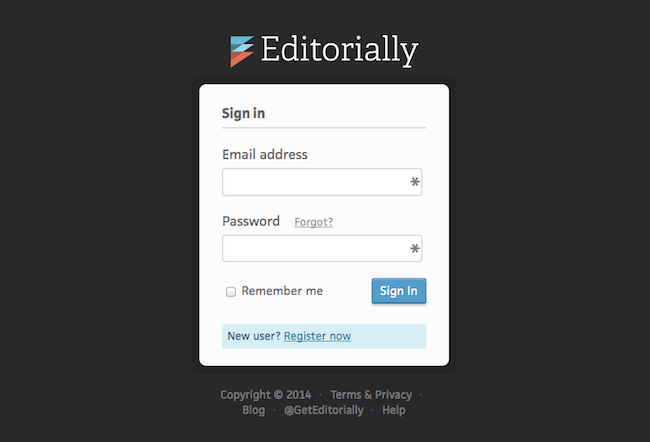 Editorially
Sign in
Email address
*
Password Forgot?
*
Remember me Sign In
New user? Register now
Copyright © 2014 · Terms & Privacy ·
Blog · @GetEditorially · Help